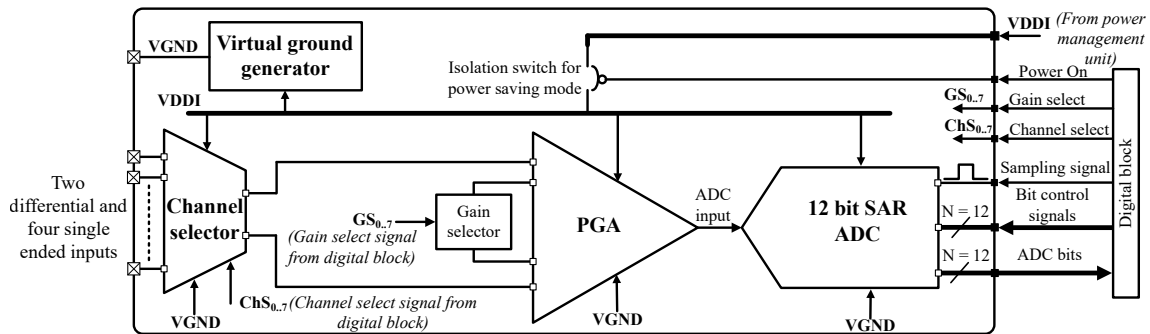 VDDI
(From power
management
unit)
VGND
Virtual ground
generator
Isolation switch for
power saving mode
Power On
GS0..7
Gain select
VDDI
ChS0..7
Channel select
Two
differential and
four single
ended inputs
Channel
selector
GS0..7
(Gain select signal
from digital block)
Gain
selector
PGA
ADC
input
12 bit SAR
ADC
Sampling signal
N = 12
Bit control
signals
N = 12
ADC bits
Digital block
ChS0..7 (Channel select signal from
digital block)
VGND
VGND
VGND